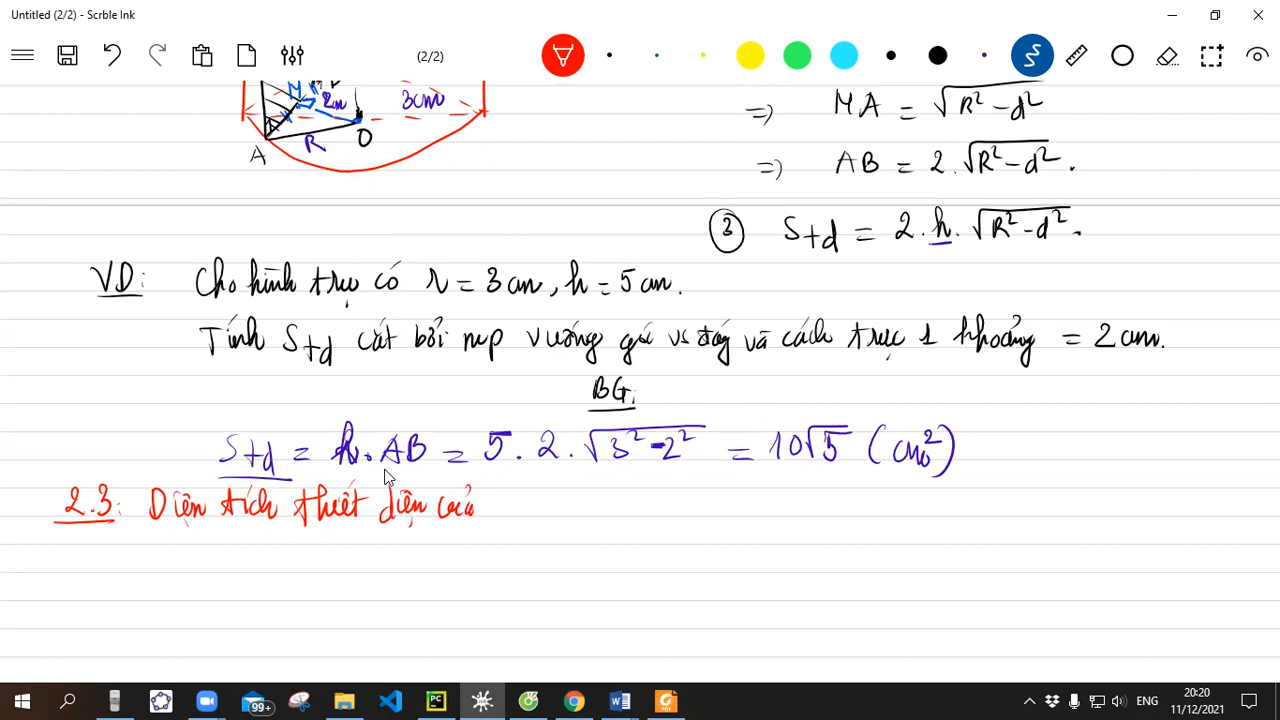 Untitled (2/2) - Scrble Ink
(2/2)
M 2cm 3cm
A R O
=> MA = √(R² - d²)
=> AB = 2.√(R² - d²).
③ Std = 2.h.√(R² - d²).
VD: Cho hình trụ có r = 3cm, h = 5cm.
Tính Std cắt bởi mp vuông góc vs đáy và cách trục 1 khoảng = 2cm.
BG:
Std = h.AB = 5.2.√(3² - 2²) = 10√5 (cm²)
2.3: Diện tích thiết diện của
99+
ENG
20:20
11/12/2021